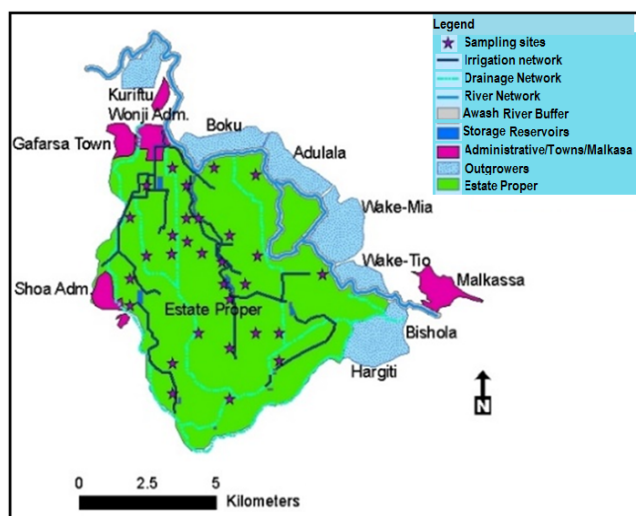 Legend
Sampling sites
Irrigation network
Drainage Network
River Network
Awash River Buffer
Storage Reservoirs
Administrative/Towns/Malkasa
Outgrowers
Estate Proper
Kuriftu
Wonji Adm.
Gafarsa Town
Boku
Adulala
Wake-Mia
Wake-Tio
Malkassa
Shoa Adm.
Estate Proper
Bishola
Hargiti
N
0 2.5 5
Kilometers